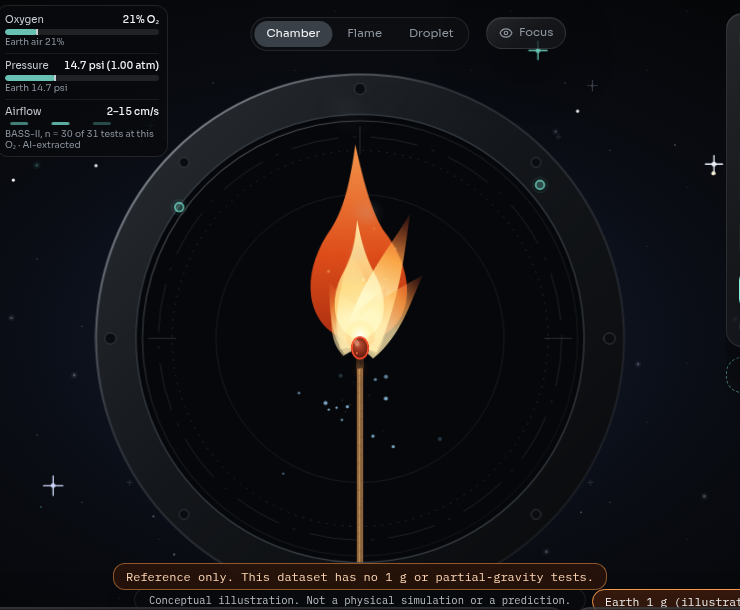 Oxygen 21% O₂
Earth air 21%
Pressure 14.7 psi (1.00 atm)
Earth 14.7 psi
Airflow 2–15 cm/s
BASS-II, n = 30 of 31 tests at this
O₂ · AI-extracted
Chamber Flame Droplet Focus
Reference only. This dataset has no 1 g or partial-gravity tests.
Conceptual illustration. Not a physical simulation or a prediction.
Earth 1 g (illustrat